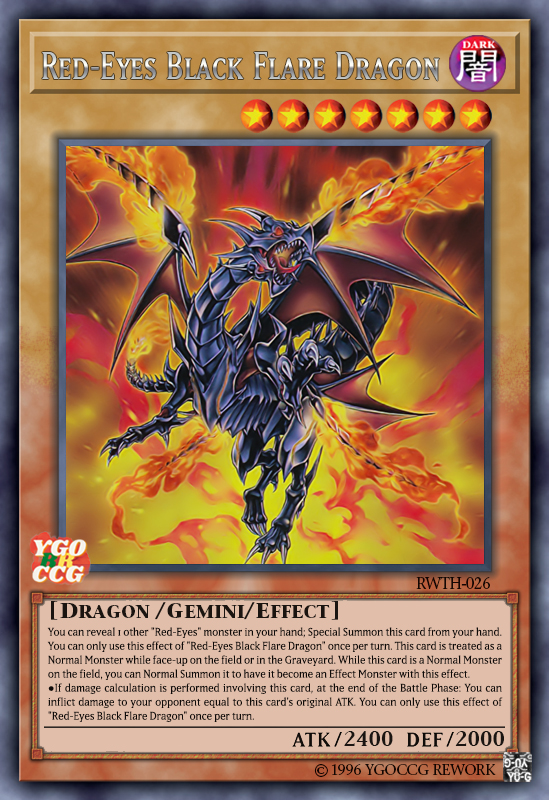 Red-Eyes Black Flare Dragon
DARK
闇
YGO
BR
CCG
RWTH-026
[Dragon /Gemini/Effect]
You can reveal 1 other "Red-Eyes" monster in your hand; Special Summon this card from your hand.
You can only use this effect of "Red-Eyes Black Flare Dragon" once per turn. This card is treated as a
Normal Monster while face-up on the field or in the Graveyard. While this card is a Normal Monster
on the field, you can Normal Summon it to have it become an Effect Monster with this effect.
●If damage calculation is performed involving this card, at the end of the Battle Phase: You can
inflict damage to your opponent equal to this card's original ATK. You can only use this effect of
"Red-Eyes Black Flare Dragon" once per turn.
ATK/2400 DEF/2000
©1996 YGOCCG REWORK
YU-G